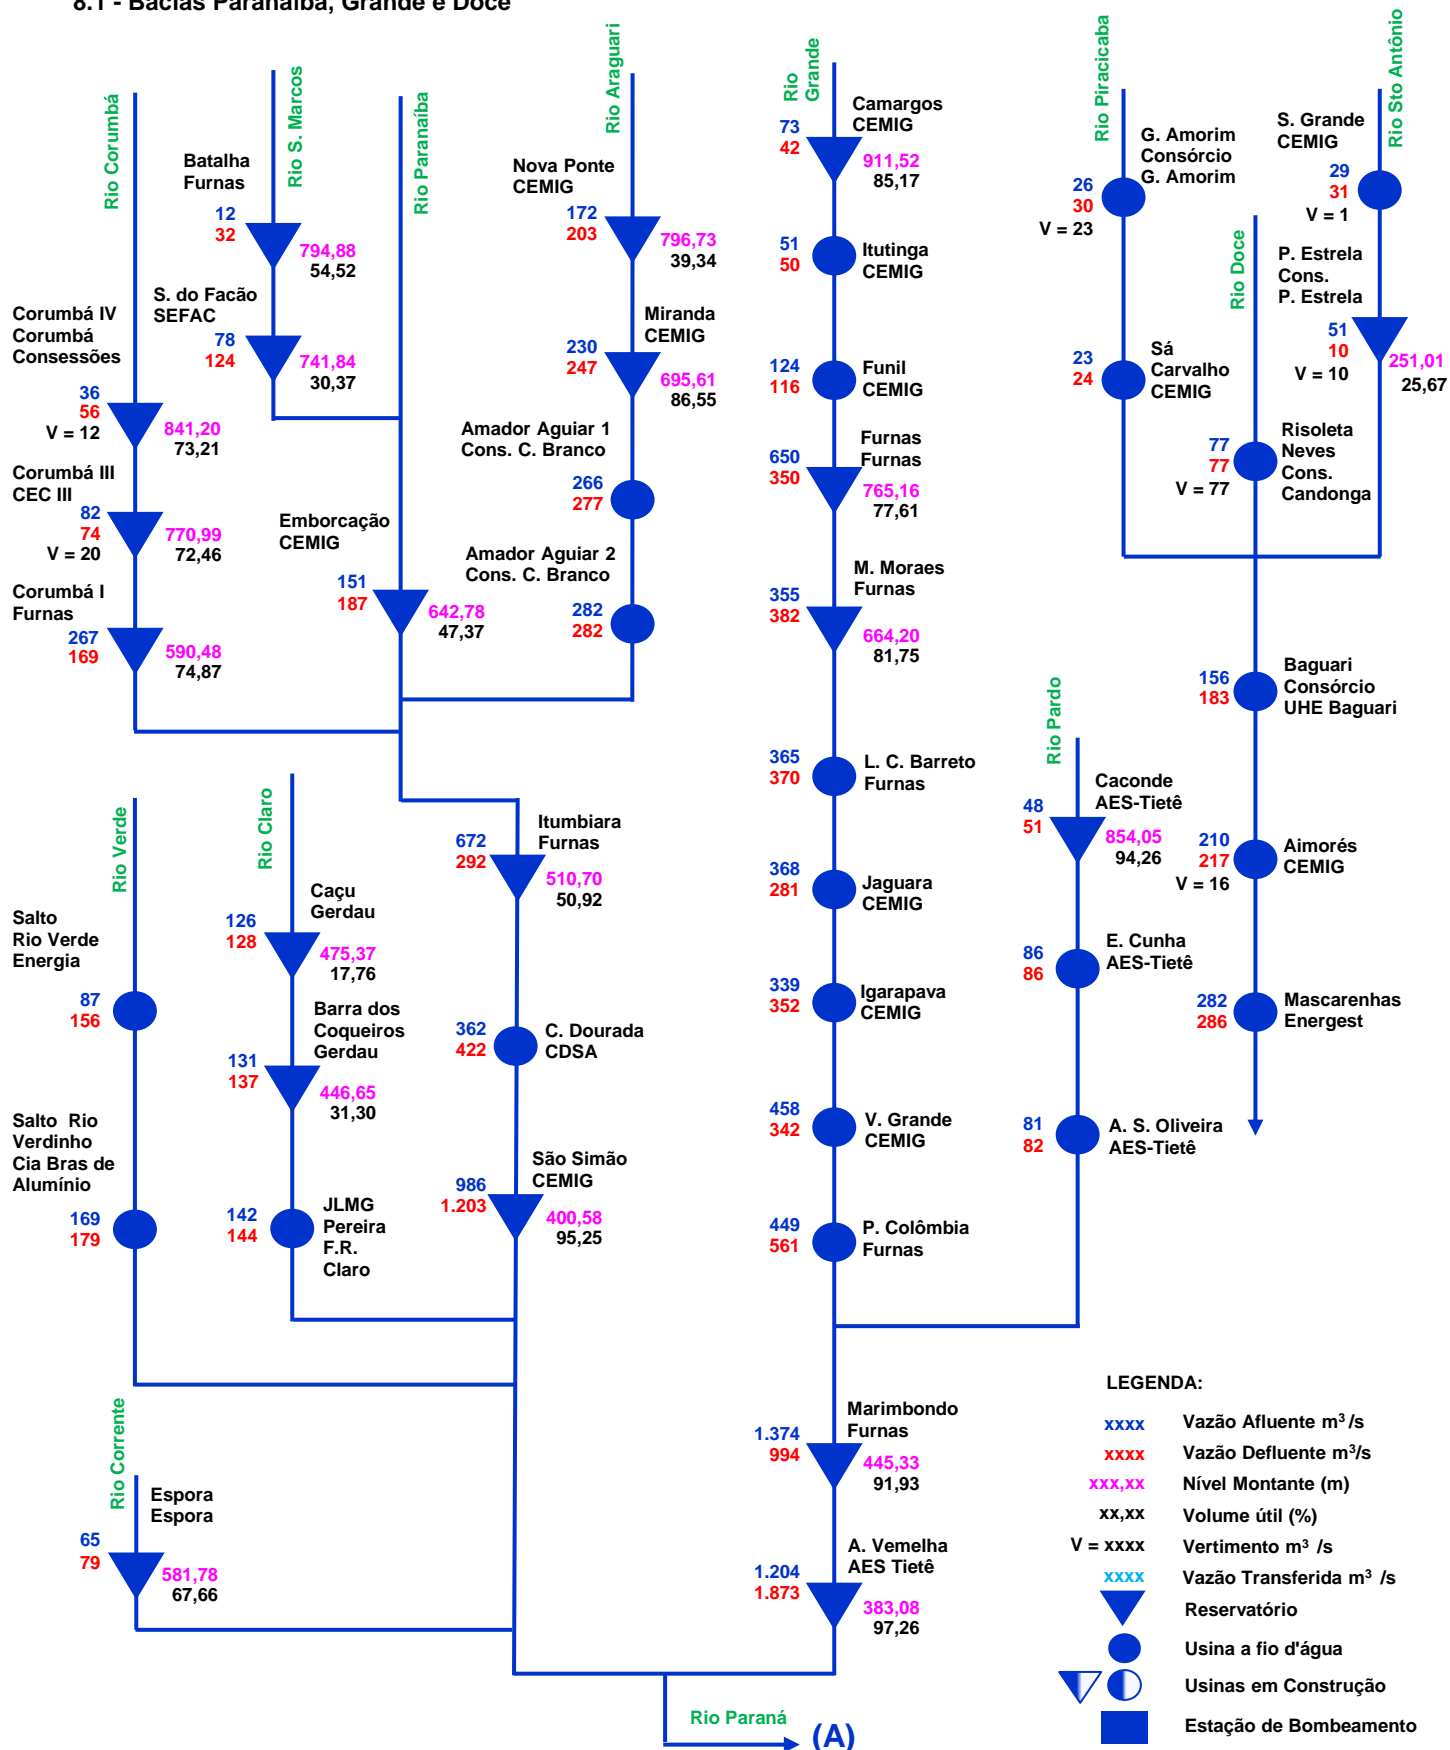 8.1 - Bacias Paranaíba, Grande e Doce
Rio Corumbá
Rio S. Marcos
Rio Paranaíba
Rio Araguari
Rio
Grande
Rio Piracicaba
Rio Doce
Rio Sto Antônio
Batalha
Furnas
12
32
794,88
54,52
S. do Facão
SEFAC
78
124
741,84
30,37
Corumbá IV
Corumbá
Consessões
36
56
V = 12
841,20
73,21
Corumbá III
CEC III
82
74
V = 20
770,99
72,46
Corumbá I
Furnas
267
169
590,48
74,87
Emborcação
CEMIG
151
187
642,78
47,37
Nova Ponte
CEMIG
172
203
796,73
39,34
Miranda
CEMIG
230
247
695,61
86,55
Amador Aguiar 1
Cons. C. Branco
266
277
Amador Aguiar 2
Cons. C. Branco
282
282
Camargos
CEMIG
73
42
911,52
85,17
51
50
Itutinga
CEMIG
124
116
Funil
CEMIG
Furnas
Furnas
650
350
765,16
77,61
M. Moraes
Furnas
355
382
664,20
81,75
365
370
L. C. Barreto
Furnas
368
281
Jaguara
CEMIG
339
352
Igarapava
CEMIG
458
342
V. Grande
CEMIG
449
561
P. Colômbia
Furnas
G. Amorim
Consórcio
G. Amorim
26
30
V = 23
23
24
Sá
Carvalho
CEMIG
S. Grande
CEMIG
29
31
V = 1
P. Estrela
Cons.
P. Estrela
51
10
V = 10
251,01
25,67
77
77
V = 77
Risoleta
Neves
Cons.
Candonga
156
183
Baguari
Consórcio
UHE Baguari
210
217
V = 16
Aimorés
CEMIG
282
286
Mascarenhas
Energest
Rio Pardo
Caconde
AES-Tietê
48
51
854,05
94,26
86
86
E. Cunha
AES-Tietê
81
82
A. S. Oliveira
AES-Tietê
Rio Verde
Salto
Rio Verde
Energia
87
156
Salto Rio
Verdinho
Cia Bras de
Alumínio
169
179
Rio Claro
Caçu
Gerdau
126
128
475,37
17,76
Barra dos
Coqueiros
Gerdau
131
137
446,65
31,30
142
144
JLMG
Pereira
F.R.
Claro
Itumbiara
Furnas
672
292
510,70
50,92
362
422
C. Dourada
CDSA
São Simão
CEMIG
986
1.203
400,58
95,25
Rio Corrente
Espora
Espora
65
79
581,78
67,66
Marimbondo
Furnas
1.374
994
445,33
91,93
A. Vemelha
AES Tietê
1.204
1.873
383,08
97,26
Rio Paraná
(A)
LEGENDA:
xxxx Vazão Afluente m³/s
xxxx Vazão Defluente m³/s
xxx,xx Nível Montante (m)
xx,xx Volume útil (%)
V = xxxx Vertimento m³ /s
xxxx Vazão Transferida m³ /s
Reservatório
Usina a fio d'água
Usinas em Construção
Estação de Bombeamento